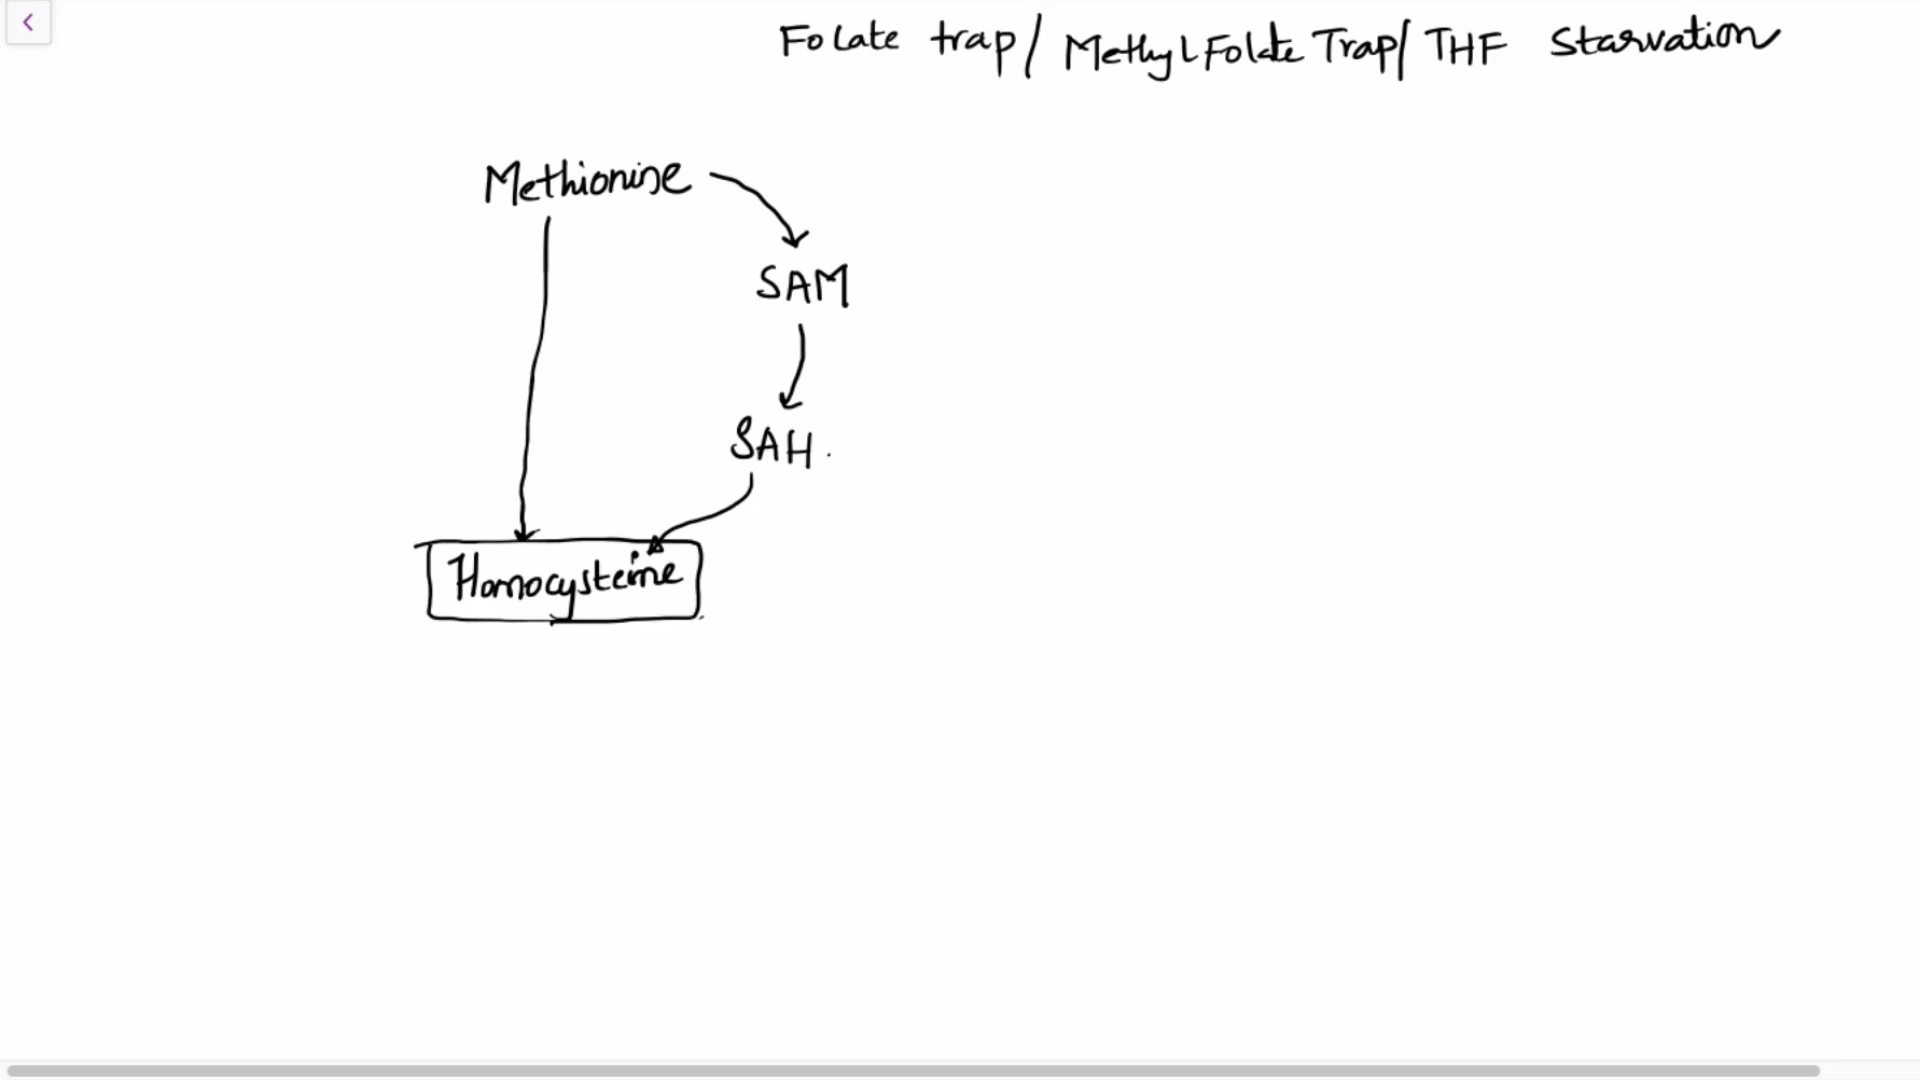 Folate trap/ Methyl Folate Trap/ THF Starvation
Methionine
SAM
SAH.
Homocysteine